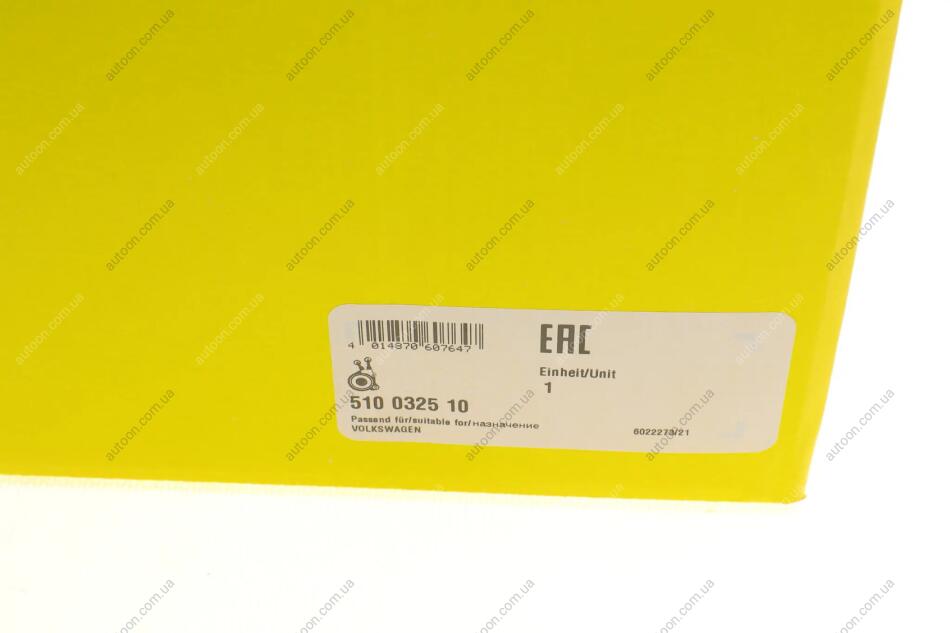 EAC
4 014870 607647
Einheit/Unit
1
510 0325 10
Passend für/suitable for/назначение
VOLKSWAGEN
6022273/21
autoon.com.ua